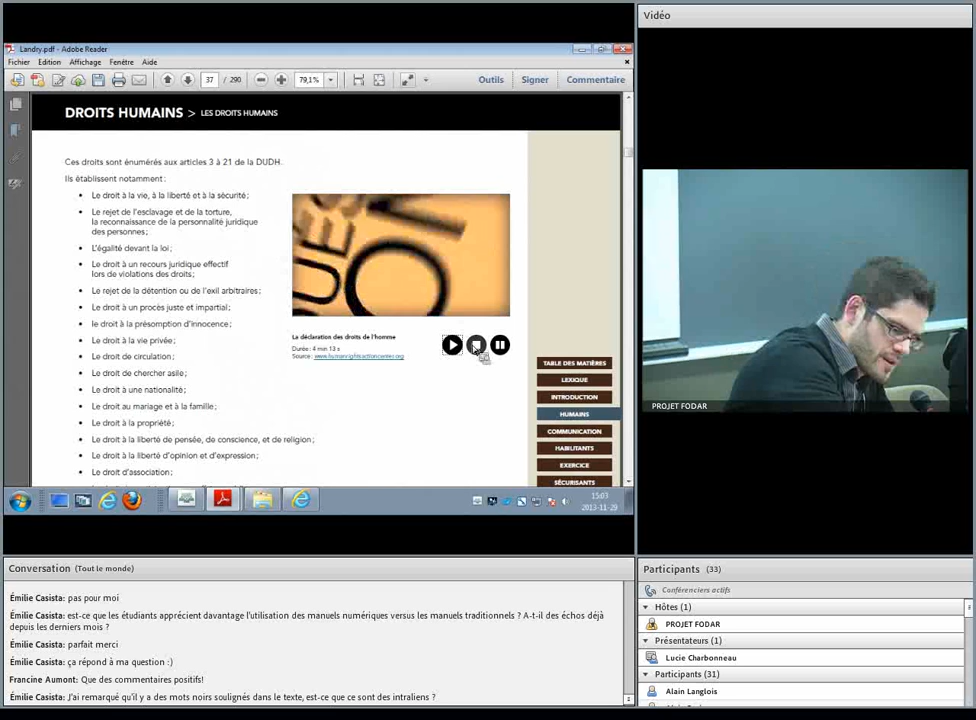 Vidéo
Landry.pdf - Adobe Reader
Fichier Edition Affichage Fenêtre Aide
37 / 290 79,1% Outils Signer Commentaire
DROITS HUMAINS > LES DROITS HUMAINS
Ces droits sont énumérés aux articles 3 à 21 de la DUDH.
Ils établissent notamment :
• Le droit à la vie, à la liberté et à la sécurité ;
• Le rejet de l'esclavage et de la torture,
la reconnaissance de la personnalité juridique
des personnes ;
• L'égalité devant la loi ;
• Le droit à un recours juridique effectif
lors de violations des droits ;
• Le rejet de la détention ou de l'exil arbitraires :
• Le droit à un procès juste et impartial ;
• le droit à la présomption d'innocence ;
• Le droit à la vie privée ;
• Le droit de circulation ;
• Le droit de chercher asile ;
• Le droit à une nationalité ;
• Le droit au mariage et à la famille ;
• Le droit à la propriété ;
• Le droit à la liberté de pensée, de conscience, et de religion ;
• Le droit à la liberté d'opinion et d'expression ;
• Le droit d'association ;
La déclaration des droits de l'homme
Durée : 4 min 13 s
Source : www.humanrightsactioncenter.org
TABLE DES MATIÈRES
LEXIQUE
INTRODUCTION
HUMAINS
COMMUNICATION
HABILITANTS
EXERCICE
SÉCURISANTS
15:03
2013-11-29
PROJET FODAR
Conversation (Tout le monde)
Émilie Casista: pas pour moi
Émilie Casista: est-ce que les étudiants apprécient davantage l'utilisation des manuels numériques versus les manuels traditionnels ? A-t-il des échos déjà
depuis les derniers mois ?
Émilie Casista: parfait merci
Émilie Casista: ça répond à ma question :)
Francine Aumont: Que des commentaires positifs!
Émilie Casista: J'ai remarqué qu'il y a des mots noirs soulignés dans le texte, est-ce que ce sont des intraliens ?
Participants (33)
Conférenciers actifs
Hôtes (1)
PROJET FODAR
Présentateurs (1)
Lucie Charbonneau
Participants (31)
Alain Langlois